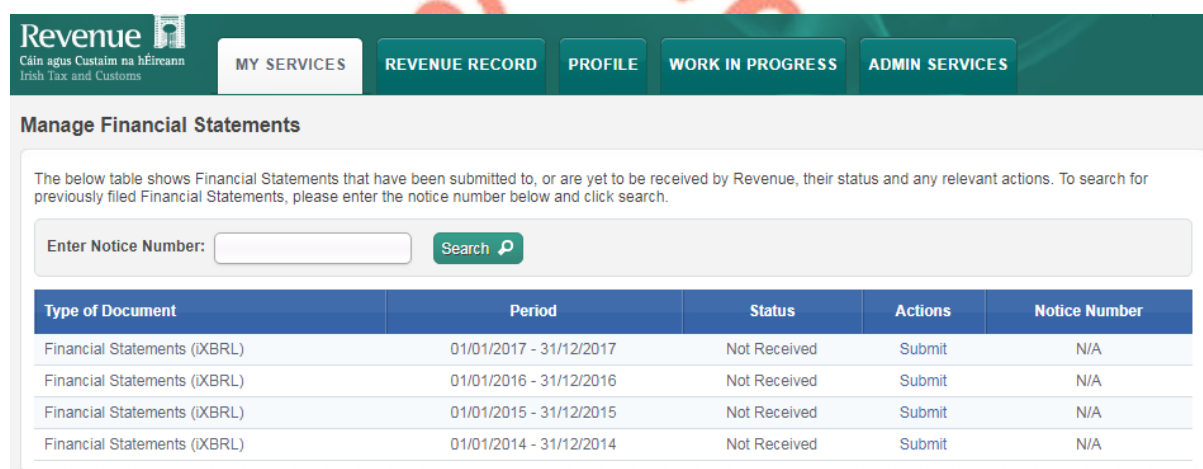 Revenue
Cáin agus Custaim na hÉireann
Irish Tax and Customs
MY SERVICES REVENUE RECORD PROFILE WORK IN PROGRESS ADMIN SERVICES
Manage Financial Statements
The below table shows Financial Statements that have been submitted to, or are yet to be received by Revenue, their status and any relevant actions. To search for
previously filed Financial Statements, please enter the notice number below and click search.
Enter Notice Number: Search
Type of Document Period Status Actions Notice Number
Financial Statements (iXBRL) 01/01/2017 - 31/12/2017 Not Received Submit N/A
Financial Statements (iXBRL) 01/01/2016 - 31/12/2016 Not Received Submit N/A
Financial Statements (iXBRL) 01/01/2015 - 31/12/2015 Not Received Submit N/A
Financial Statements (iXBRL) 01/01/2014 - 31/12/2014 Not Received Submit N/A